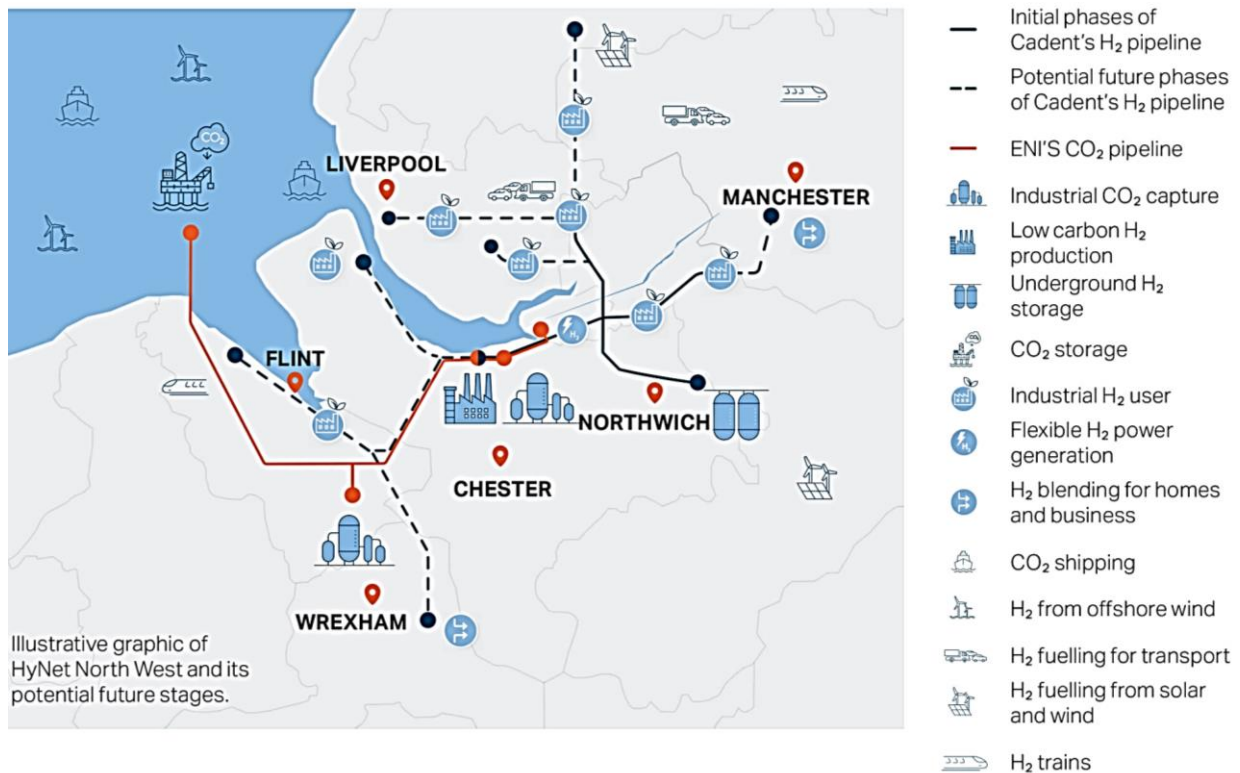 LIVERPOOL
MANCHESTER
FLINT
NORTHWICH
CHESTER
WREXHAM
CO₂
H₂
Illustrative graphic of
HyNet North West and its
potential future stages.
Initial phases of
Cadent's H₂ pipeline
Potential future phases
of Cadent's H₂ pipeline
ENI'S CO₂ pipeline
Industrial CO₂ capture
Low carbon H₂
production
Underground H₂
storage
CO₂ storage
Industrial H₂ user
Flexible H₂ power
generation
H₂ blending for homes
and business
CO₂ shipping
H₂ from offshore wind
H₂ fuelling for transport
H₂ fuelling from solar
and wind
H₂ trains